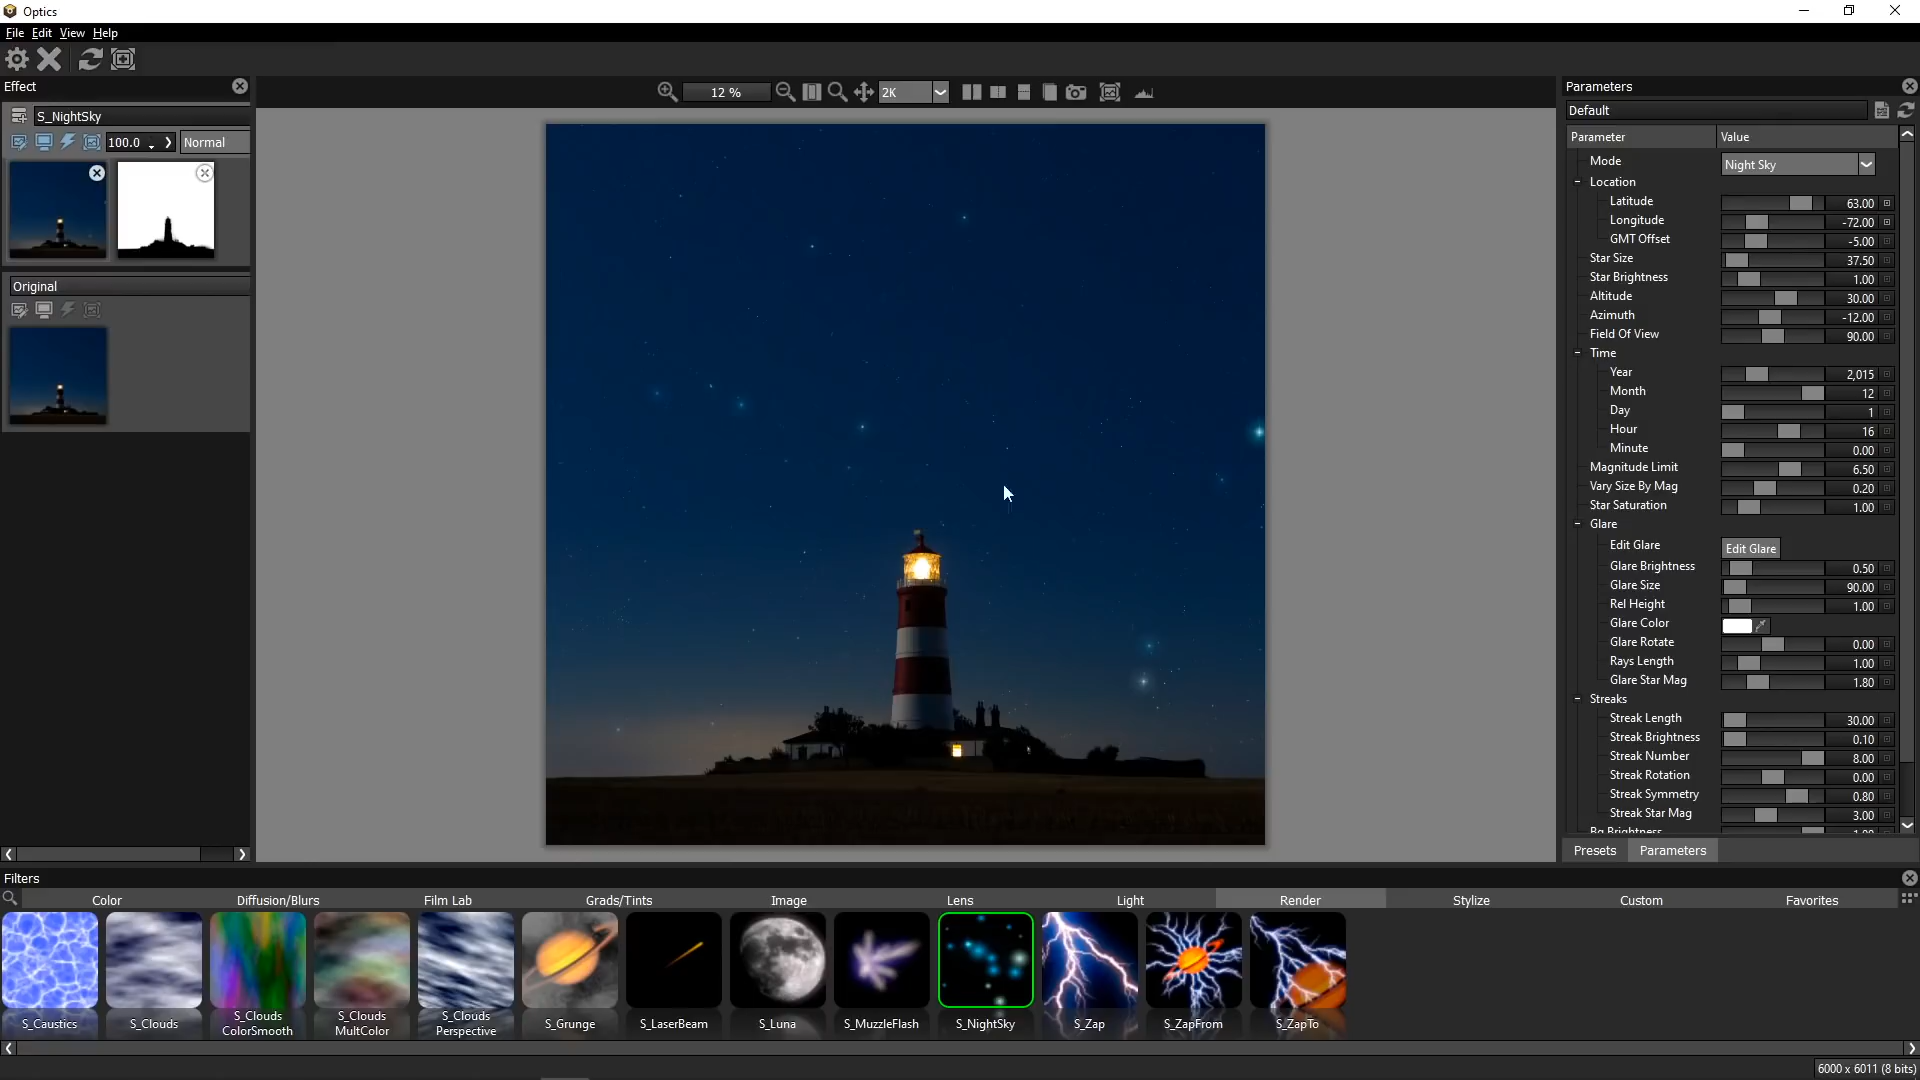 Optics
File Edit View Help
Effect
S_NightSky
100.0 Normal
Original
12 % 2K
Parameters
Default
Parameter Value
Mode Night Sky
Location
Latitude 63.00
Longitude -72.00
GMT Offset -5.00
Star Size 37.50
Star Brightness 1.00
Altitude 30.00
Azimuth -12.00
Field Of View 90.00
Time
Year 2,015
Month 12
Day 1
Hour 16
Minute 0.00
Magnitude Limit 6.50
Vary Size By Mag 0.20
Star Saturation 1.00
Glare
Edit Glare Edit Glare
Glare Brightness 0.50
Glare Size 90.00
Rel Height 1.00
Glare Color
Glare Rotate 0.00
Rays Length 1.00
Glare Star Mag 1.80
Streaks
Streak Length 30.00
Streak Brightness 0.10
Streak Number 8.00
Streak Rotation 0.00
Streak Symmetry 0.80
Streak Star Mag 3.00
Bg Brightness 1.00
Presets Parameters
Filters
Color Diffusion/Blurs Film Lab Grads/Tints Image Lens Light Render Stylize Custom Favorites
S_Caustics S_Clouds S_Clouds ColorSmooth S_Clouds MultColor S_Clouds Perspective S_Grunge S_LaserBeam S_Luna S_MuzzleFlash S_NightSky S_Zap S_ZapFrom S_ZapTo
6000 x 6011 (8 bits)